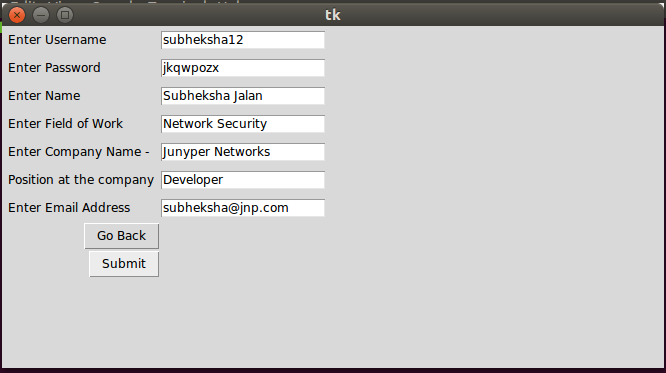 tk
Enter Username subheksha12
Enter Password jkqwpozx
Enter Name Subheksha Jalan
Enter Field of Work Network Security
Enter Company Name - Junyper Networks
Position at the company Developer
Enter Email Address subheksha@jnp.com
Go Back
Submit